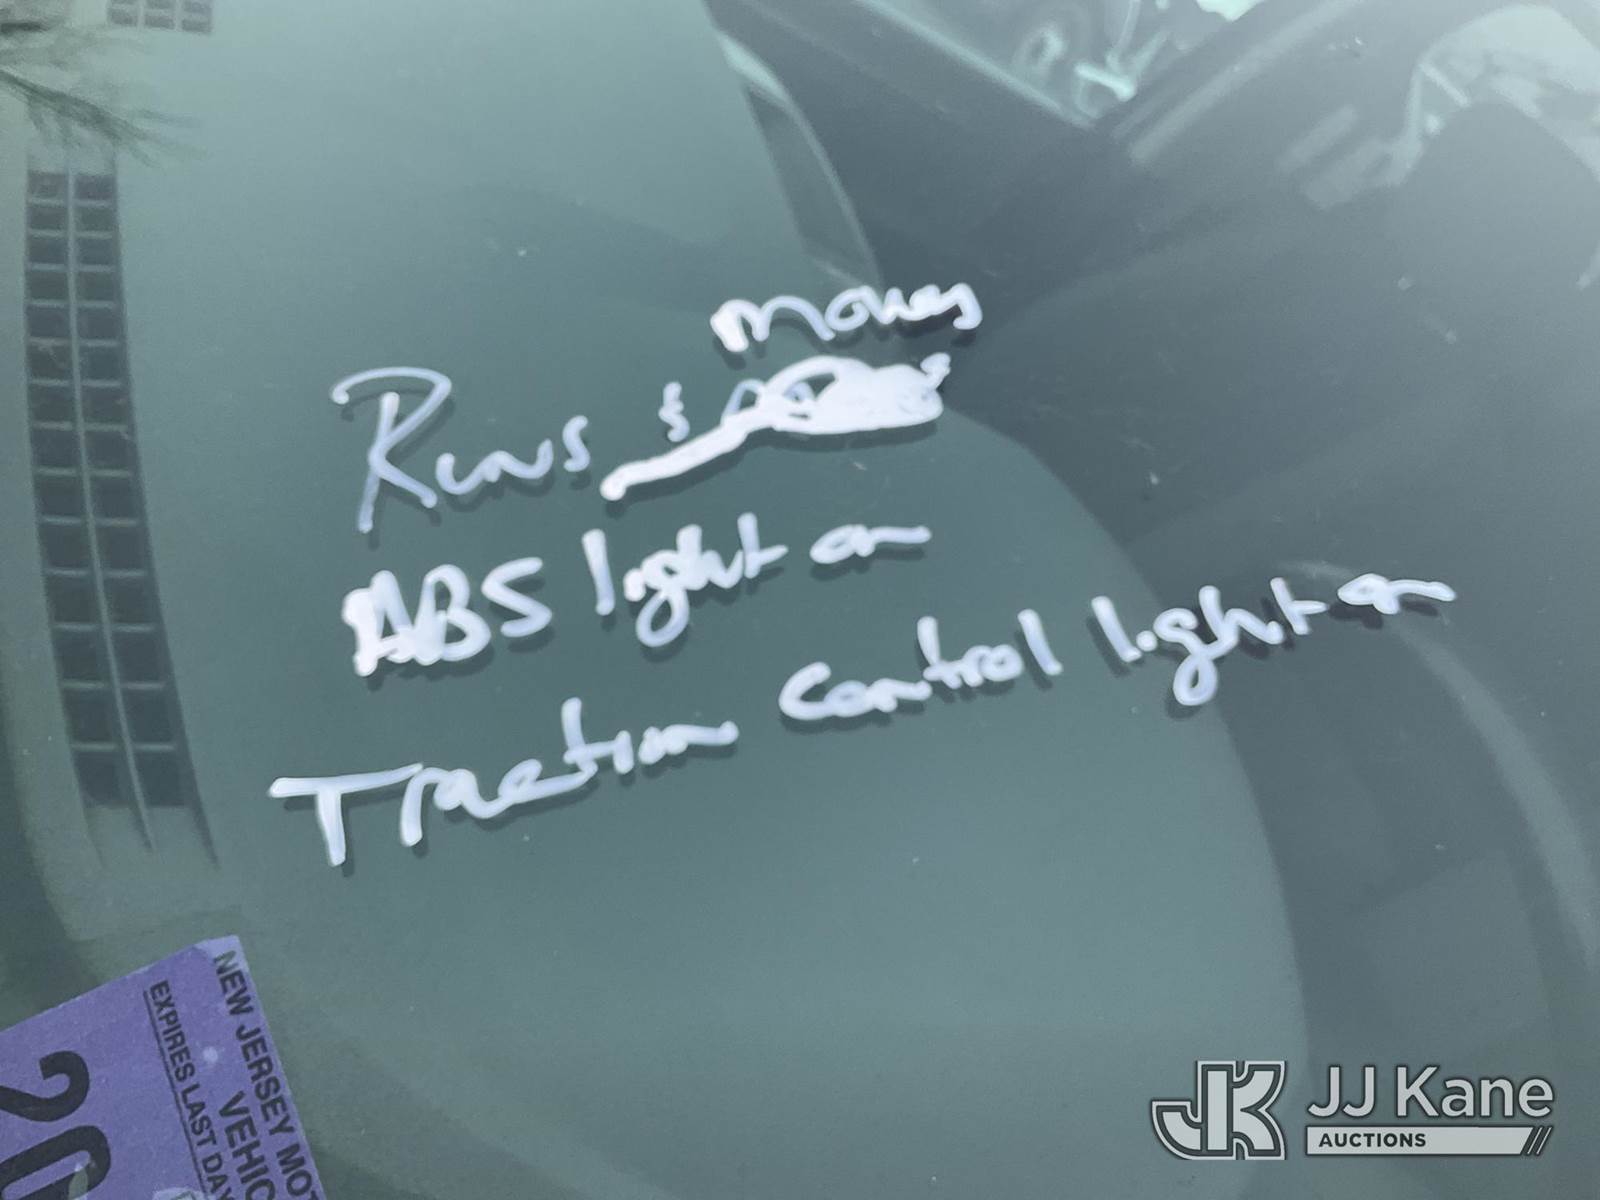 moves
Runs &
ABS light on
Traction control light on
NEW JERSEY MOT
VEHIC
EXPIRES LAST DAY
20
JJ Kane
AUCTIONS